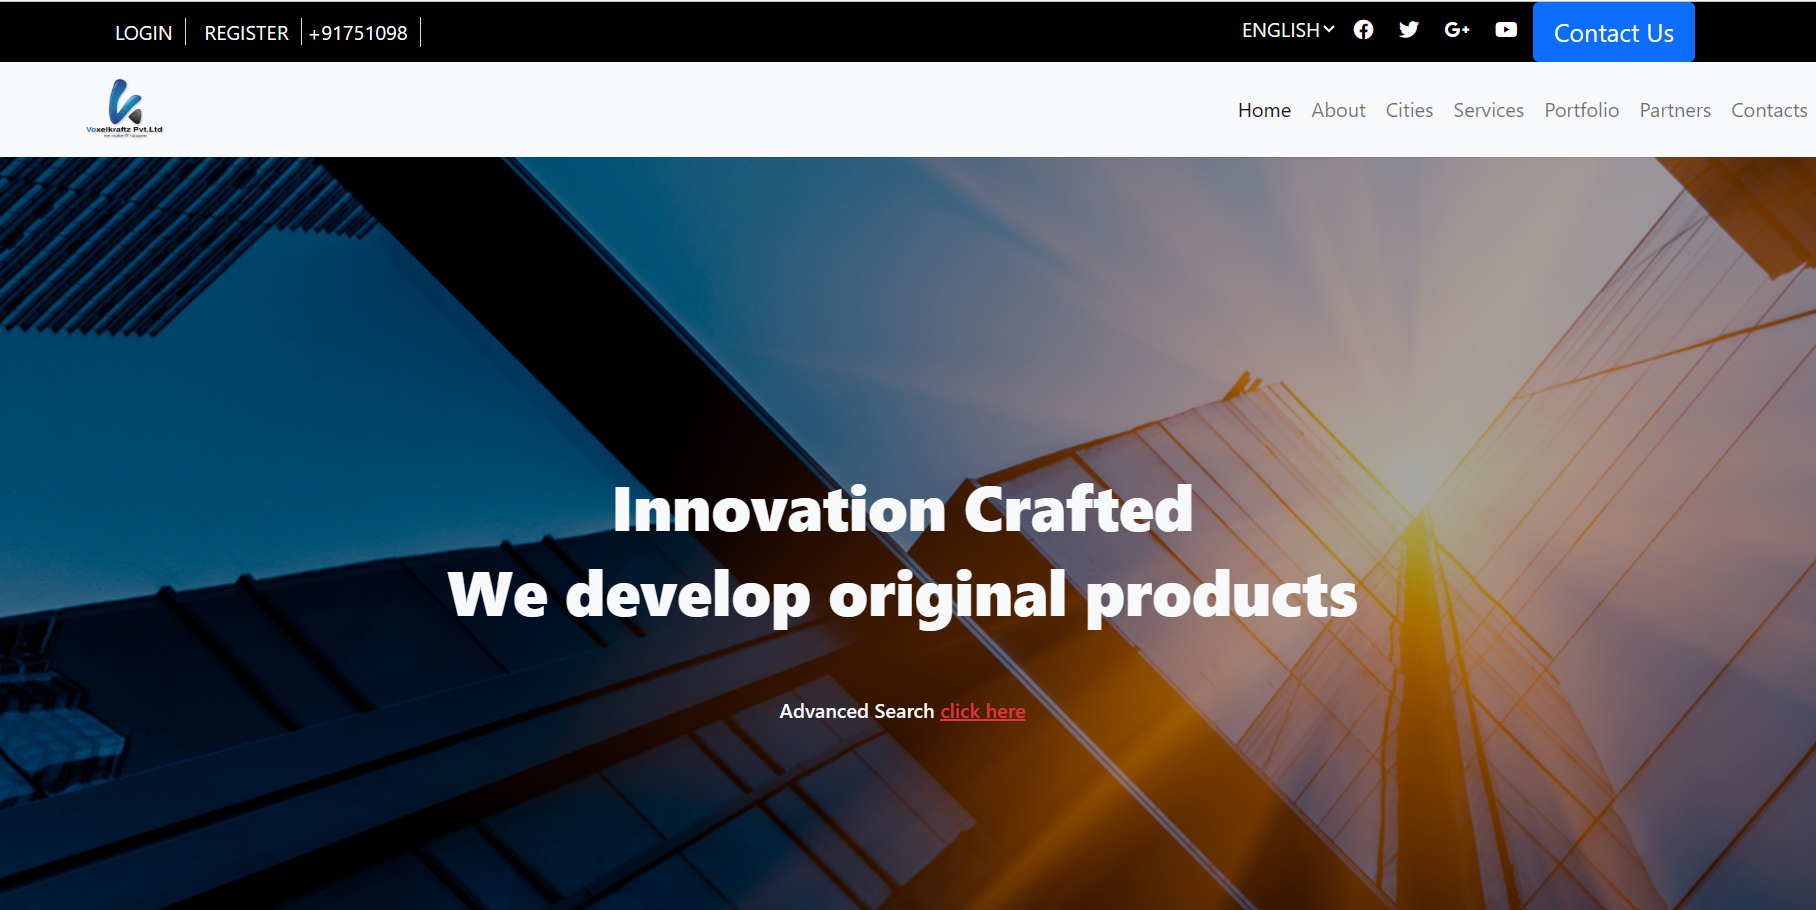 LOGIN REGISTER +91751098 ENGLISH Contact Us
Voxelkraftz Pvt.Ltd
Home About Cities Services Portfolio Partners Contacts
Innovation Crafted
We develop original products
Advanced Search click here